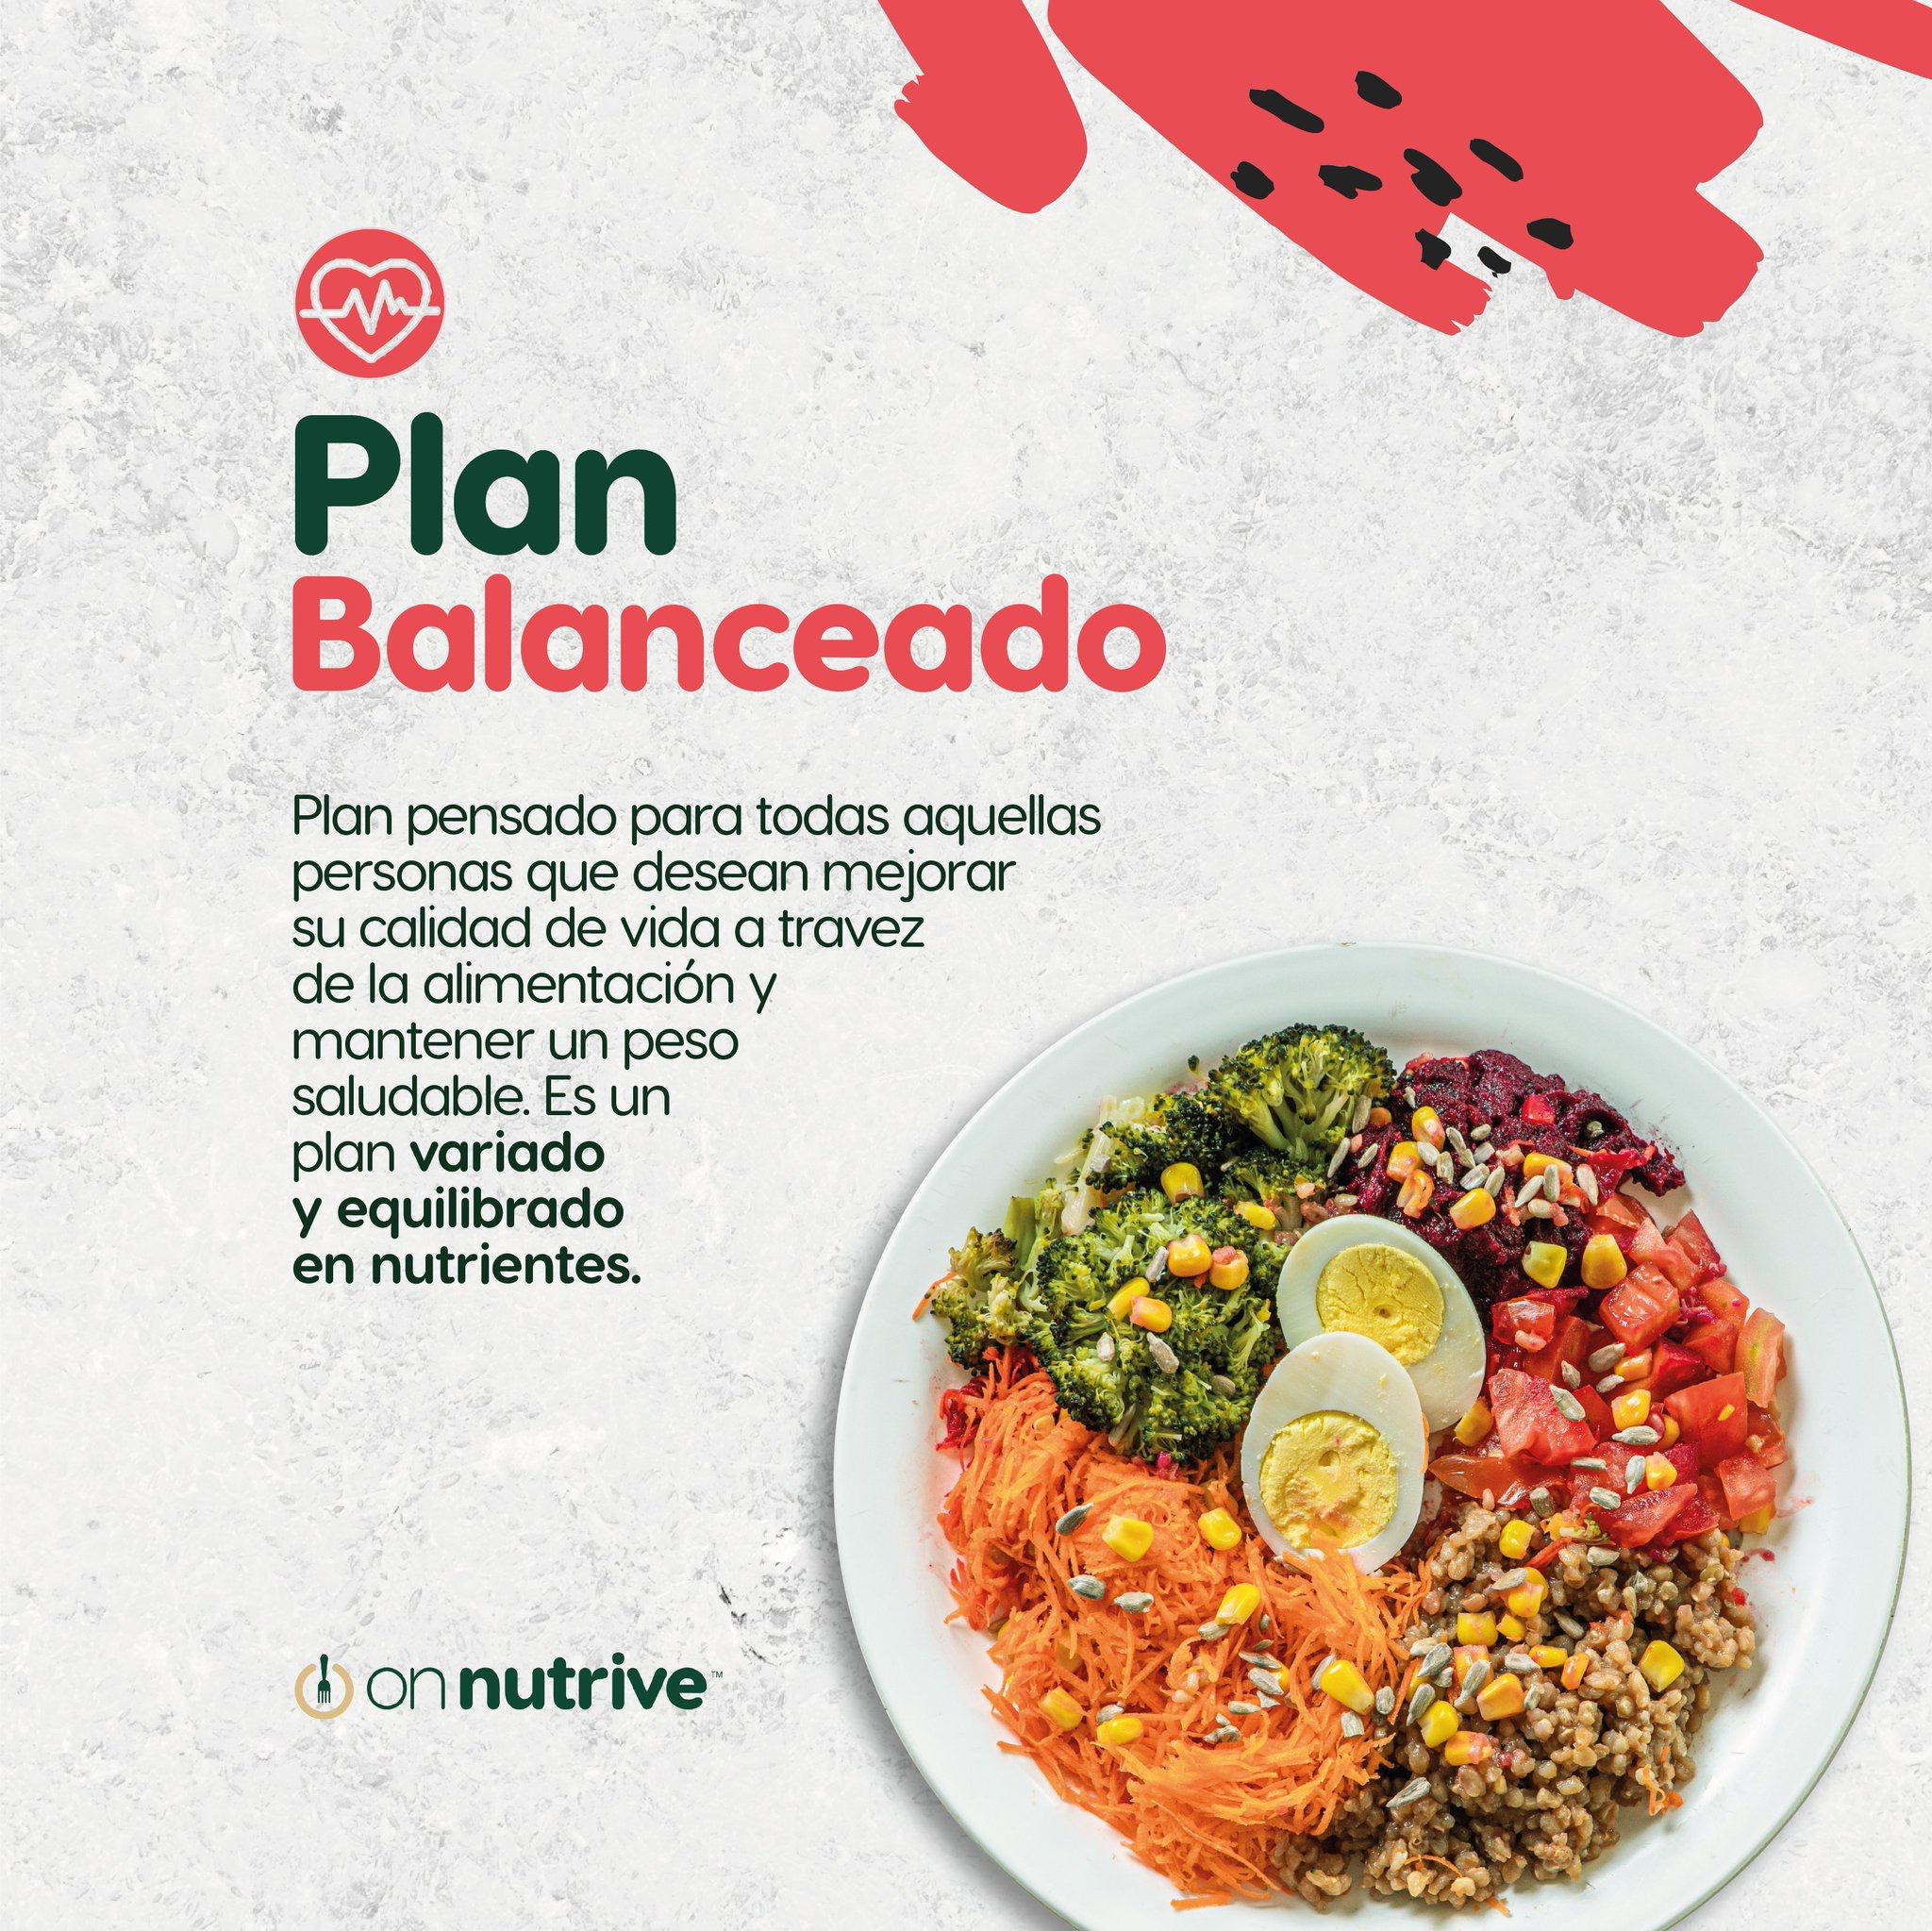 Plan
Balanceado
Plan pensado para todas aquellas
personas que desean mejorar
su calidad de vida a travez
de la alimentación y
mantener un peso
saludable. Es un
plan variado
y equilibrado
en nutrientes.
on nutrive™